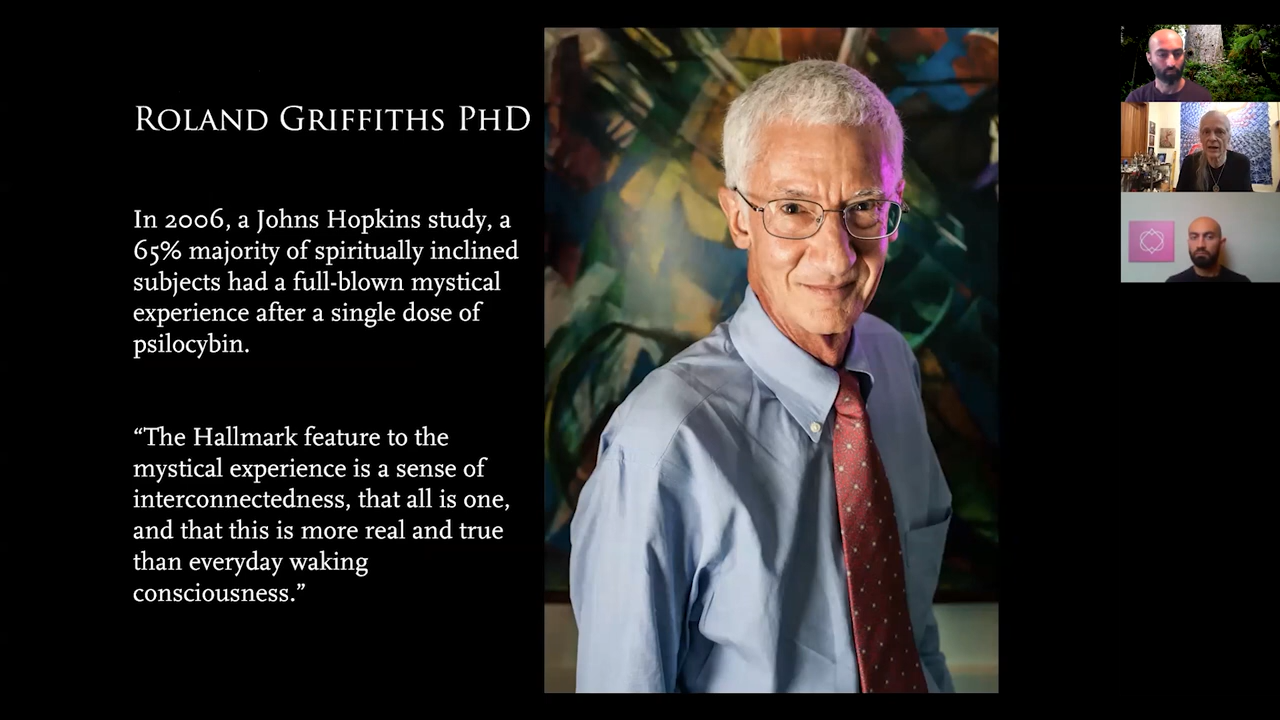 Roland Griffiths PhD
In 2006, a Johns Hopkins study, a
65% majority of spiritually inclined
subjects had a full-blown mystical
experience after a single dose of
psilocybin.
“The Hallmark feature to the
mystical experience is a sense of
interconnectedness, that all is one,
and that this is more real and true
than everyday waking
consciousness.”